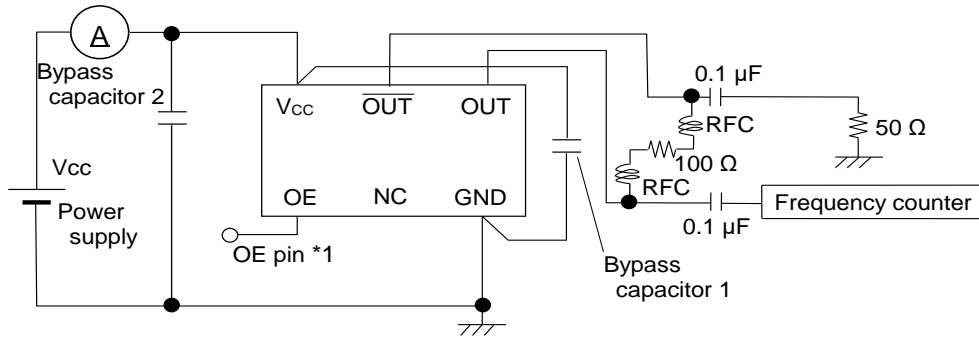 A
Bypass
capacitor 2
Vcc
Power
supply
VCC
OUT
OUT
OE
NC
GND
OE pin *1
0.1 µF
RFC
100 Ω
RFC
50 Ω
0.1 µF
Frequency counter
Bypass
capacitor 1